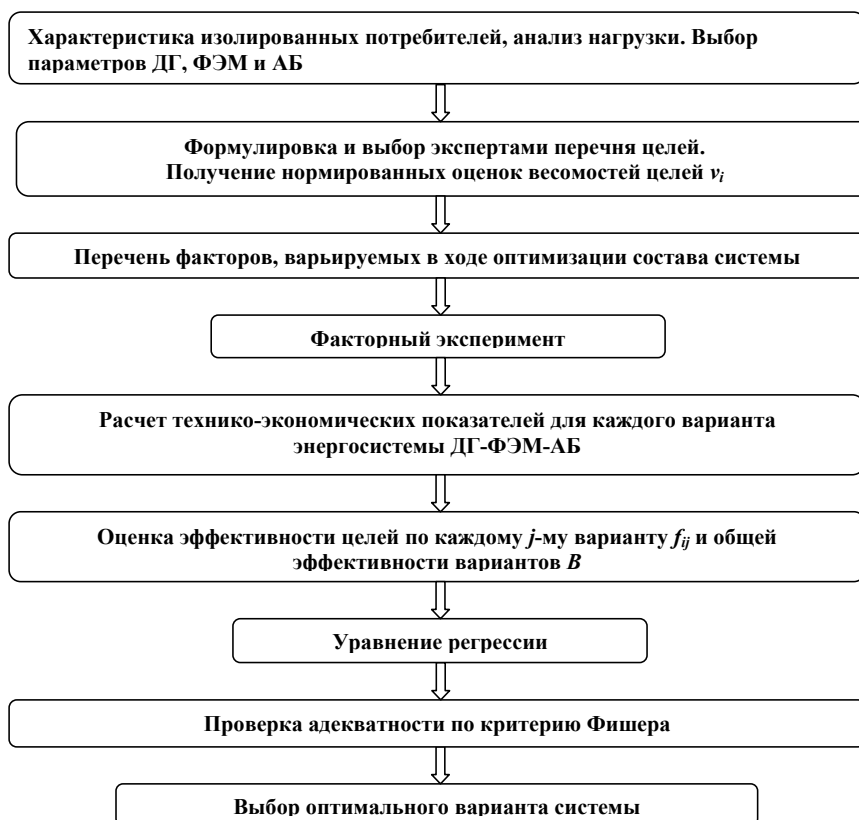 Характеристика изолированных потребителей, анализ нагрузки. Выбор
параметров ДГ, ФЭМ и АБ
Формулировка и выбор экспертами перечня целей.
Получение нормированных оценок весомостей целей vi
Перечень факторов, варьируемых в ходе оптимизации состава системы
Факторный эксперимент
Расчет технико-экономических показателей для каждого варианта
энергосистемы ДГ-ФЭМ-АБ
Оценка эффективности целей по каждому j-му варианту fij и общей
эффективности вариантов B
Уравнение регрессии
Проверка адекватности по критерию Фишера
Выбор оптимального варианта системы